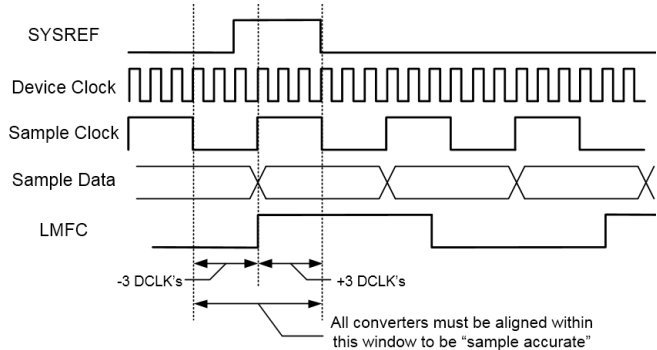 SYSREF
Device Clock
Sample Clock
Sample Data
LMFC
-3 DCLK's
+3 DCLK's
All converters must be aligned within
this window to be “sample accurate”